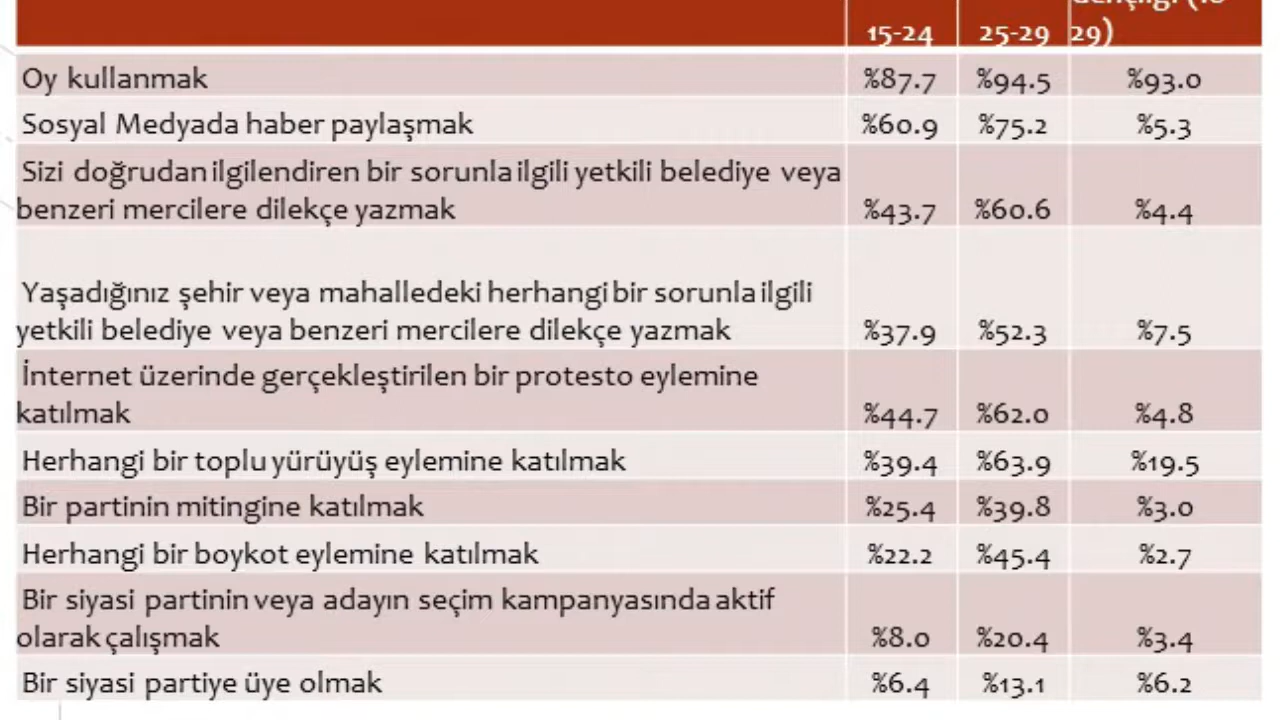 15-24 25-29 29)
Oy kullanmak %87.7 %94.5 %93.0
Sosyal Medyada haber paylaşmak %60.9 %75.2 %5.3
Sizi doğrudan ilgilendiren bir sorunla ilgili yetkili belediye veya
benzeri mercilere dilekçe yazmak %43.7 %60.6 %4.4
Yaşadığınız şehir veya mahalledeki herhangi bir sorunla ilgili
yetkili belediye veya benzeri mercilere dilekçe yazmak %37.9 %52.3 %7.5
İnternet üzerinde gerçekleştirilen bir protesto eylemine
katılmak %44.7 %62.0 %4.8
Herhangi bir toplu yürüyüş eylemine katılmak %39.4 %63.9 %19.5
Bir partinin mitingine katılmak %25.4 %39.8 %3.0
Herhangi bir boykot eylemine katılmak %22.2 %45.4 %2.7
Bir siyasi partinin veya adayın seçim kampanyasında aktif
olarak çalışmak %8.0 %20.4 %3.4
Bir siyasi partiye üye olmak %6.4 %13.1 %6.2